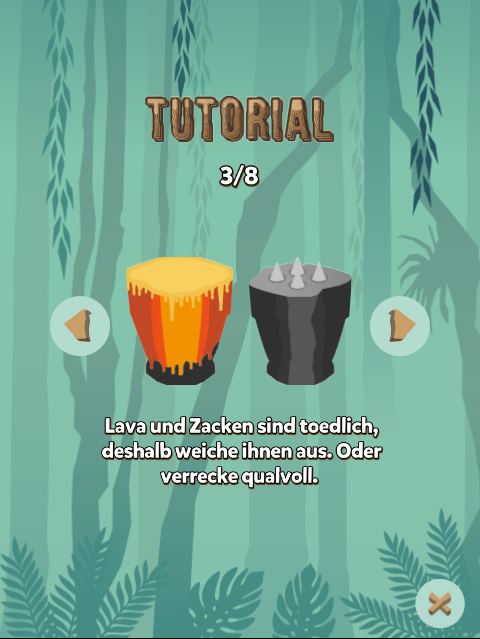 TUTORIAL
3/8
Lava und Zacken sind toedlich,
deshalb weiche ihnen aus. Oder
verrecke qualvoll.